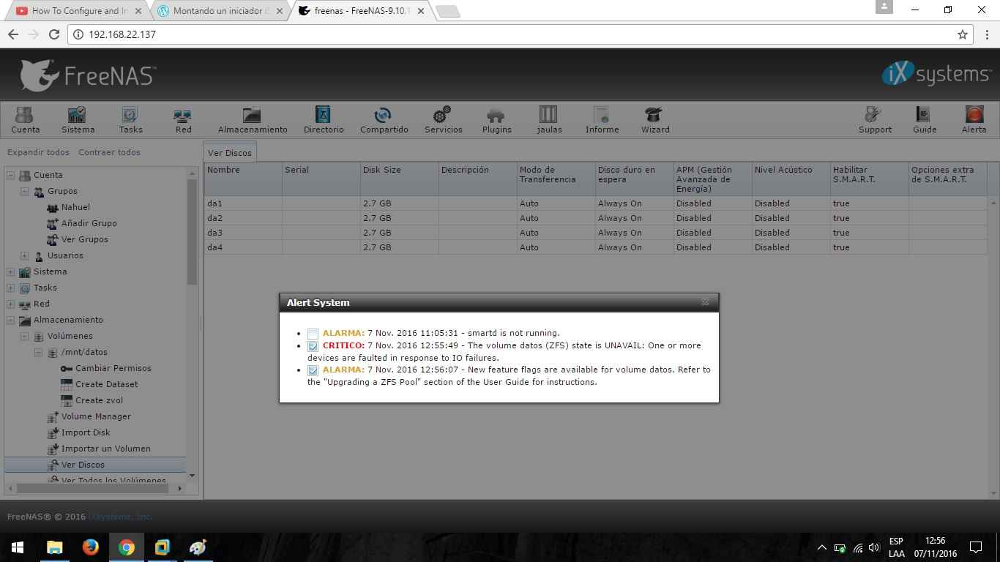 How To Configure and In
Montando un iniciador iS
freenas - FreeNAS-9.10.1
192.168.22.137
FreeNAS™
iXsystems™
Cuenta
Sistema
Tasks
Red
Almacenamiento
Directorio
Compartido
Servicios
Plugins
jaulas
Informe
Wizard
Support
Guide
Alerta
Expandir todos Contraer todos
Cuenta
Grupos
Nahuel
Añadir Grupo
Ver Grupos
Usuarios
Sistema
Tasks
Red
Almacenamiento
Volúmenes
/mnt/datos
Cambiar Permisos
Create Dataset
Create zvol
Volume Manager
Import Disk
Importar un Volumen
Ver Discos
Ver Todos los Volúmenes
Ver Discos
Nombre Serial Disk Size Descripción Modo de Transferencia Disco duro en espera APM (Gestión Avanzada de Energía) Nivel Acústico Habilitar S.M.A.R.T. Opciones extra de S.M.A.R.T.
da1 2.7 GB Auto Always On Disabled Disabled true
da2 2.7 GB Auto Always On Disabled Disabled true
da3 2.7 GB Auto Always On Disabled Disabled true
da4 2.7 GB Auto Always On Disabled Disabled true
Alert System
ALARMA: 7 Nov. 2016 11:05:31 - smartd is not running.
CRITICO: 7 Nov. 2016 12:55:49 - The volume datos (ZFS) state is UNAVAIL: One or more
devices are faulted in response to IO failures.
ALARMA: 7 Nov. 2016 12:56:07 - New feature flags are available for volume datos. Refer to
the "Upgrading a ZFS Pool" section of the User Guide for instructions.
FreeNAS® © 2016 iXsystems, Inc.
ESP
LAA
12:56
07/11/2016